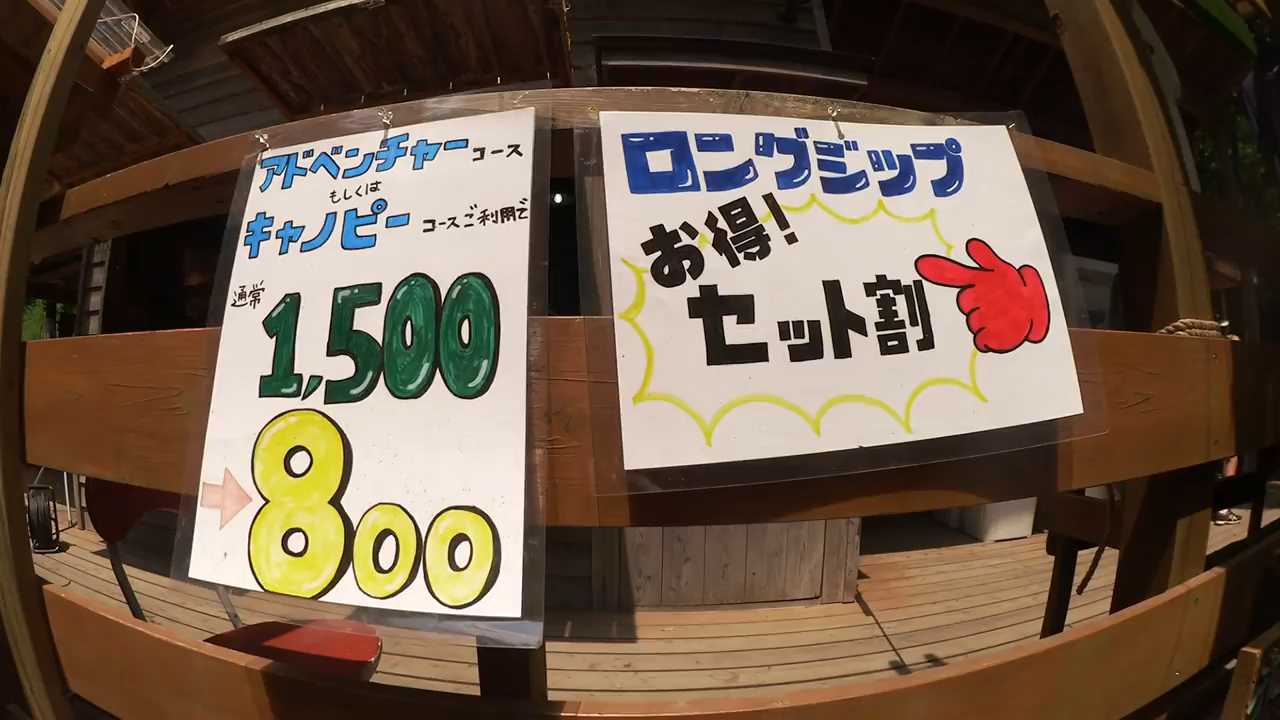 アドベンチャーコース
もしくは
キャノピーコースご利用で
通常
1,500
800
ロングジップ
お得!
セット割